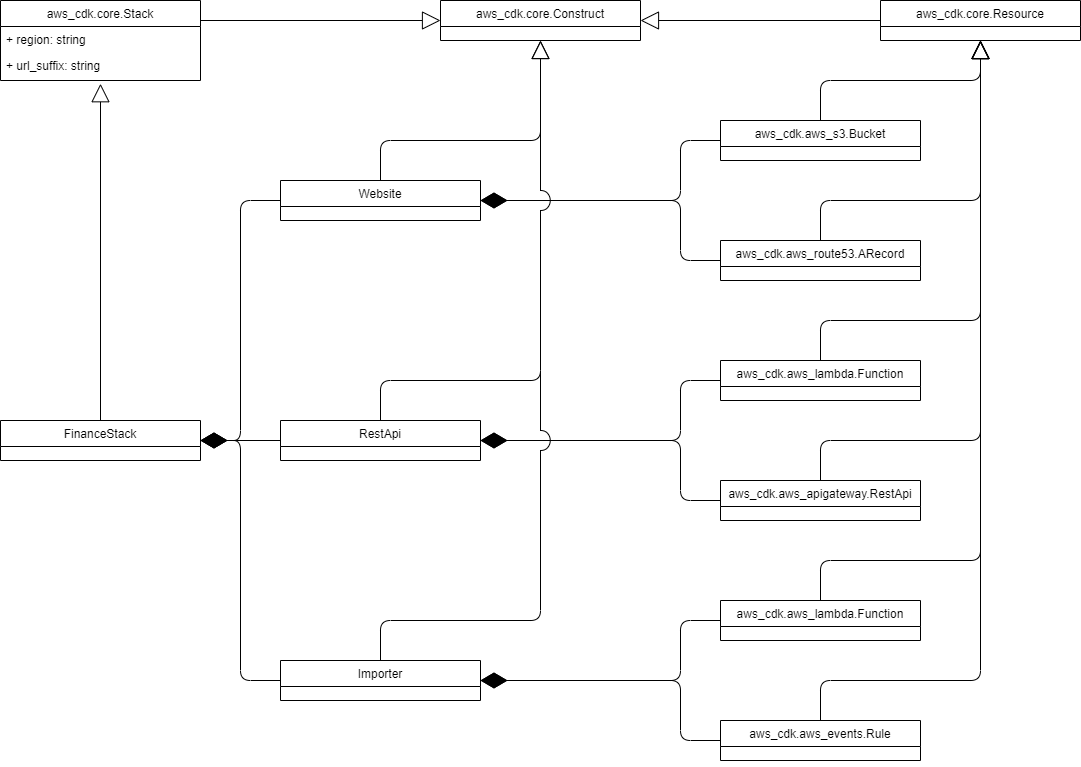 aws_cdk.core.Stack
+ region: string
+ url_suffix: string
aws_cdk.core.Construct
aws_cdk.core.Resource
aws_cdk.aws_s3.Bucket
Website
aws_cdk.aws_route53.ARecord
aws_cdk.aws_lambda.Function
FinanceStack
RestApi
aws_cdk.aws_apigateway.RestApi
aws_cdk.aws_lambda.Function
Importer
aws_cdk.aws_events.Rule